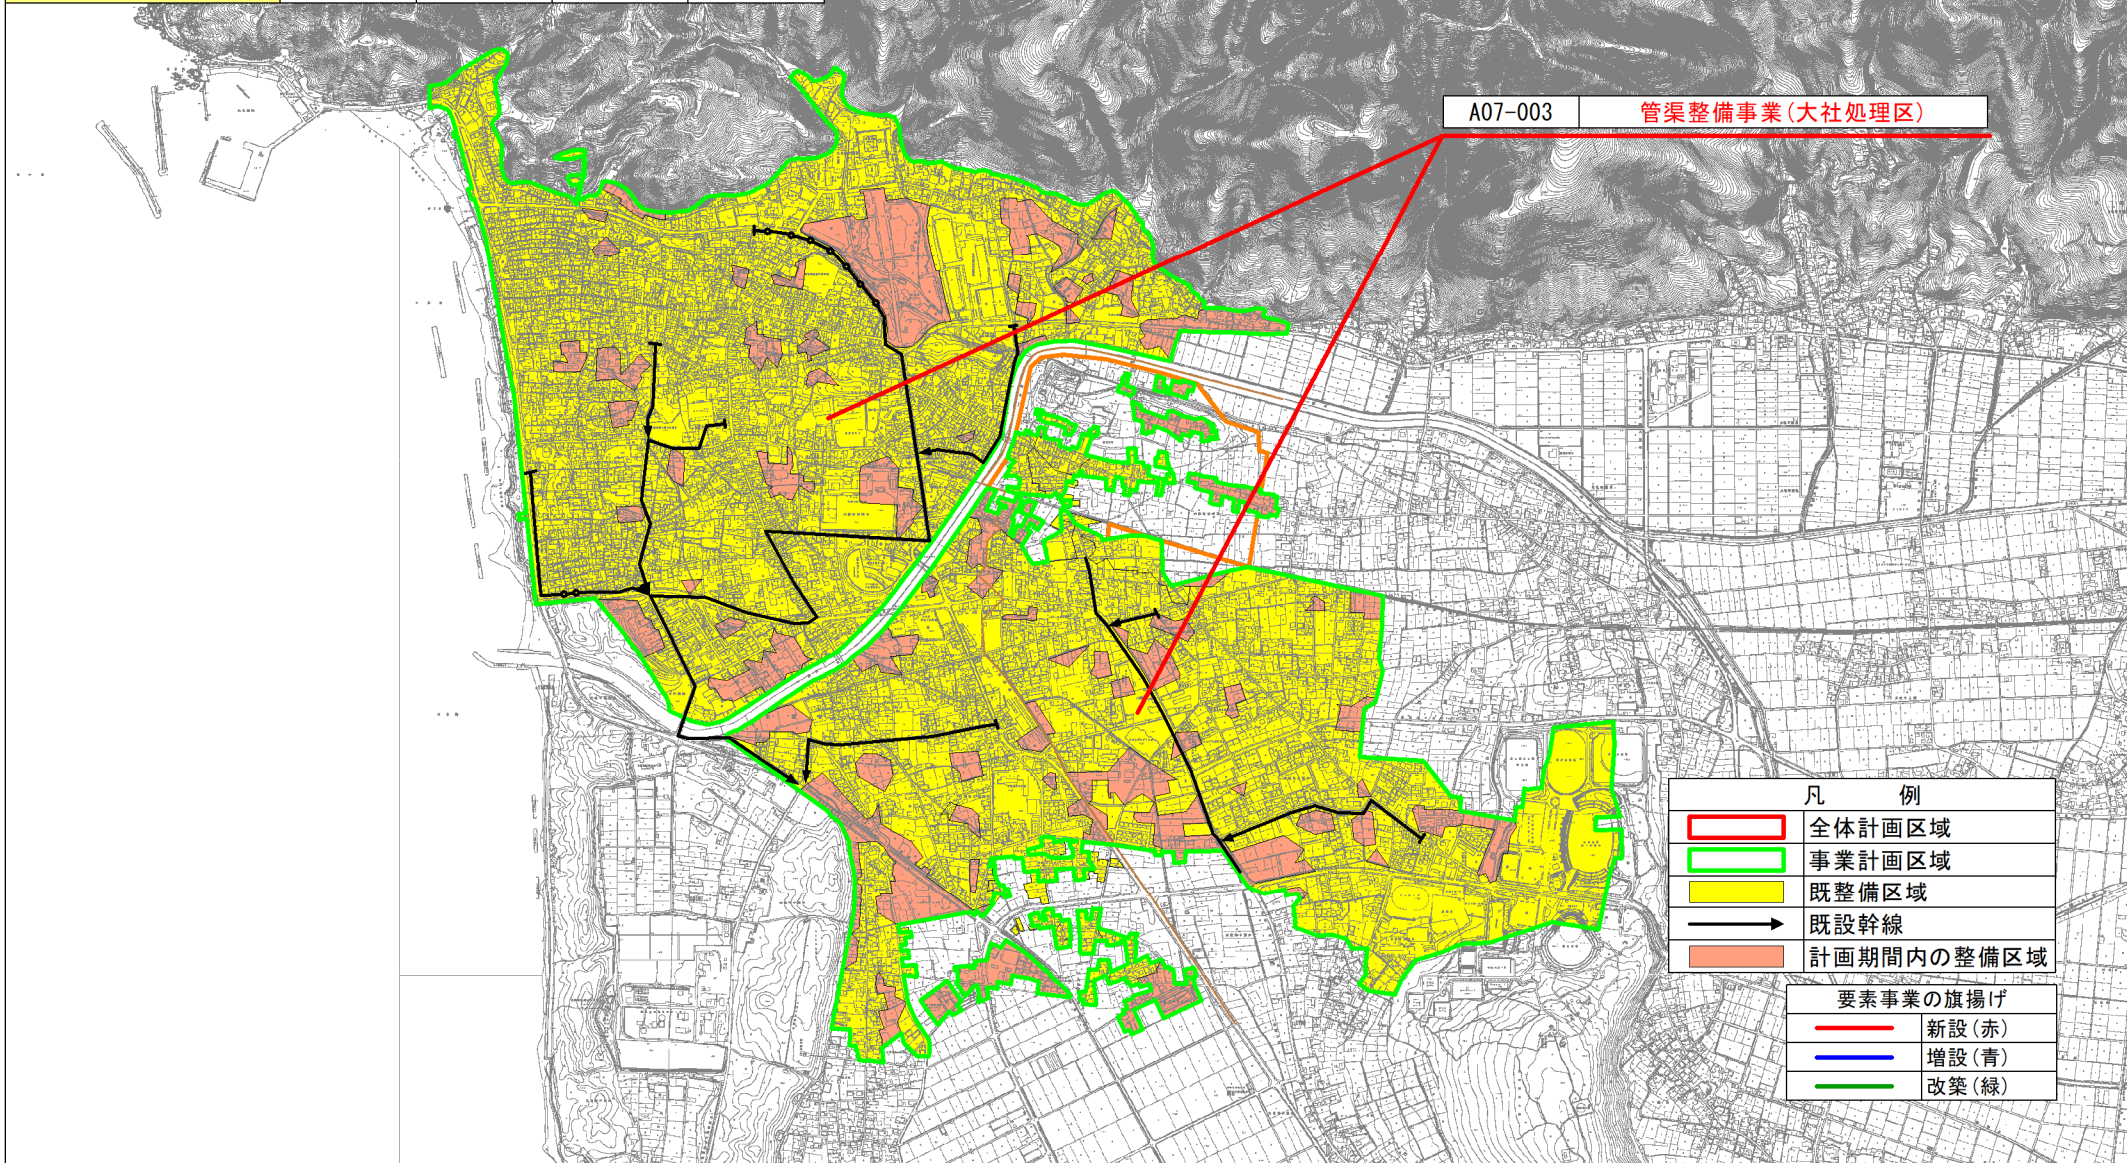 A07-003 管渠整備事業(大社処理区)
凡 例
全体計画区域
事業計画区域
既整備区域
既設幹線
計画期間内の整備区域
要素事業の旗揚げ
新設(赤)
増設(青)
改築(緑)